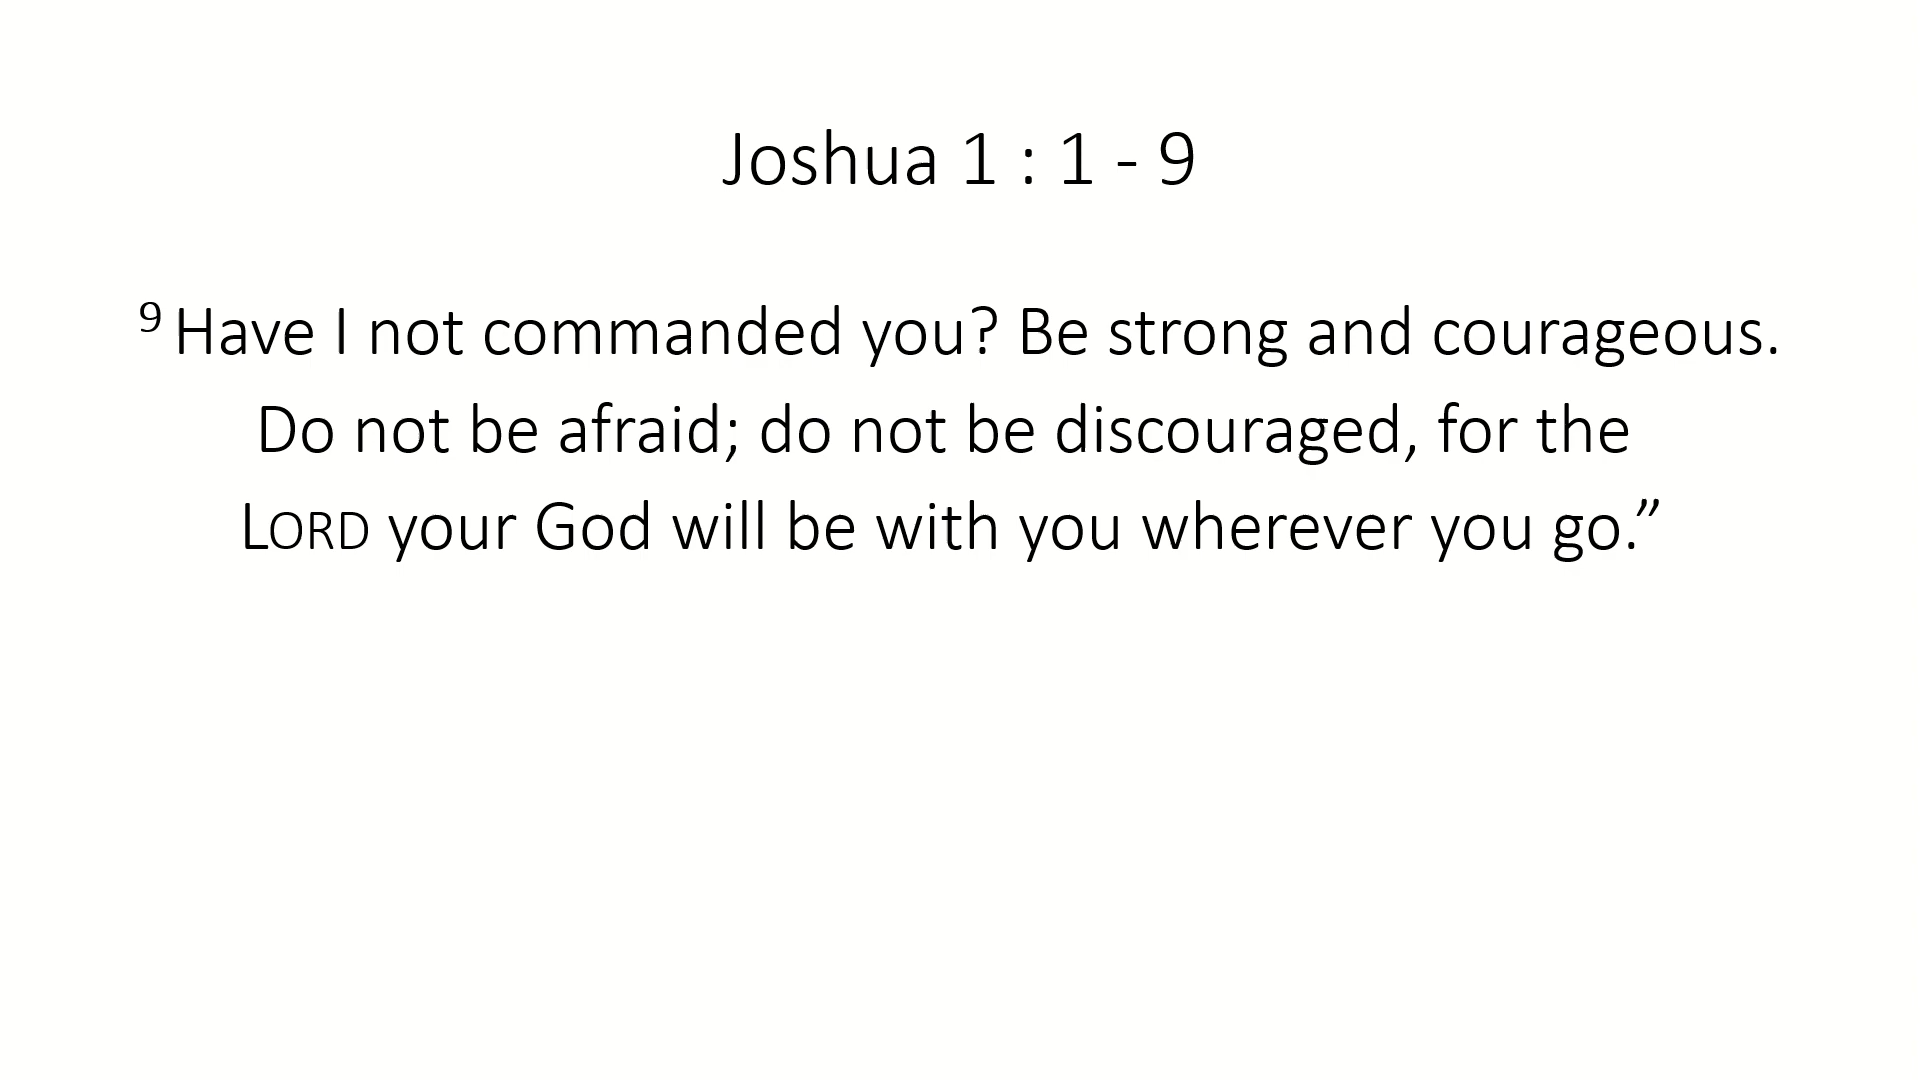 Joshua 1 : 1 - 9
⁹ Have I not commanded you? Be strong and courageous.
Do not be afraid; do not be discouraged, for the
LORD your God will be with you wherever you go.”